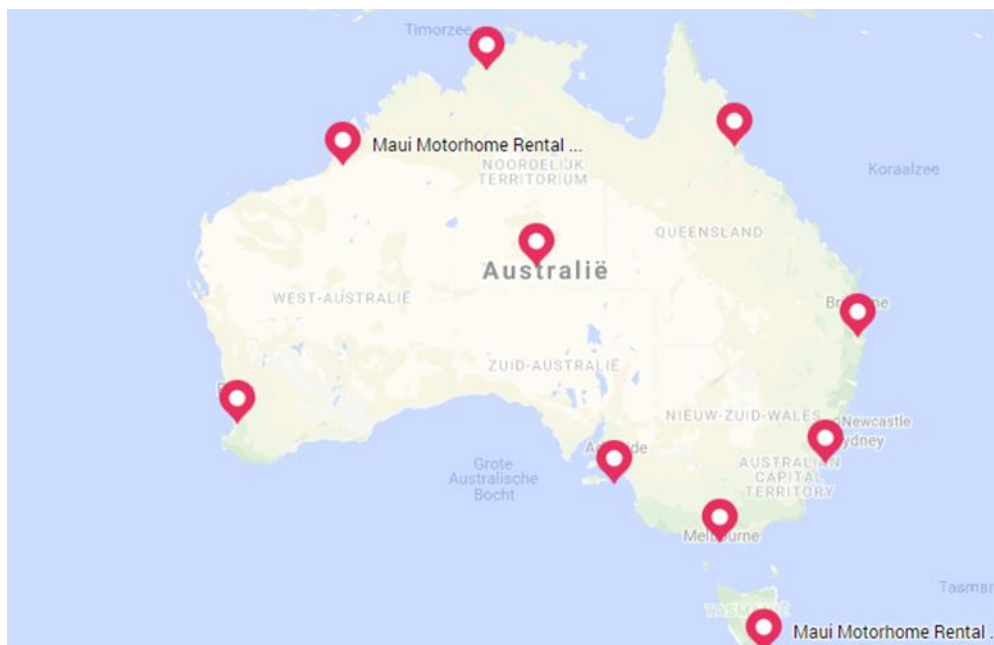 Timorzee
Maui Motorhome Rental ...
NOORDELIJK
TERRITORIUM
Koraalzee
QUEENSLAND
Australië
WEST-AUSTRALIË
ZUID-AUSTRALIË
NIEUW-ZUID-WALES
Newcastle
Grote
Australische
Bocht
AUSTRALIAN
CAPITAL
TERRITORY
Melbourne
Maui Motorhome Rental